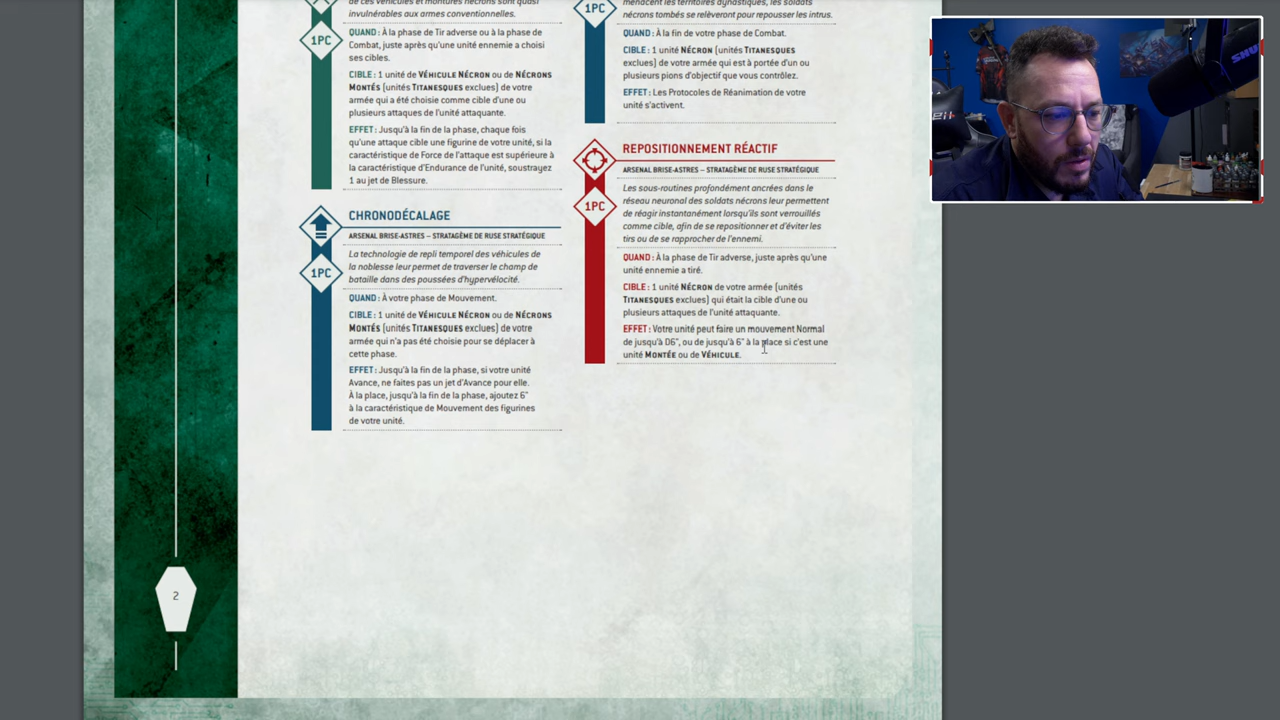 de ces véhicules et montures nécrons sont quasi
invulnérables aux armes conventionnelles.
1PC
QUAND : À la phase de Tir adverse ou à la phase de
Combat, juste après qu'une unité ennemie a choisi
ses cibles.
CIBLE : 1 unité de VÉHICULE NÉCRON ou de NÉCRONS
MONTÉS (unités TITANESQUES exclues) de votre
armée qui a été choisie comme cible d'une ou
plusieurs attaques de l'unité attaquante.
EFFET : Jusqu'à la fin de la phase, chaque fois
qu'une attaque cible une figurine de votre unité, si la
caractéristique de Force de l'attaque est supérieure à
la caractéristique d'Endurance de l'unité, soustrayez
1 au jet de Blessure.
CHRONODÉCALAGE
ARSENAL BRISE-ASTRES – STRATAGÈME DE RUSE STRATÉGIQUE
La technologie de repli temporel des véhicules de
la noblesse leur permet de traverser le champ de
bataille dans des poussées d'hypervélocité.
1PC
QUAND : À votre phase de Mouvement.
CIBLE : 1 unité de VÉHICULE NÉCRON ou de NÉCRONS
MONTÉS (unités TITANESQUES exclues) de votre
armée qui n'a pas été choisie pour se déplacer à
cette phase.
EFFET : Jusqu'à la fin de la phase, si votre unité
Avance, ne faites pas un jet d'Avance pour elle.
À la place, jusqu'à la fin de la phase, ajoutez 6"
à la caractéristique de Mouvement des figurines
de votre unité.
menacent les territoires dynastiques, les soldats
nécrons tombés se relèveront pour repousser les intrus.
1PC
QUAND : À la fin de votre phase de Combat.
CIBLE : 1 unité NÉCRON (unités TITANESQUES
exclues) de votre armée qui est à portée d'un ou
plusieurs pions d'objectif que vous contrôlez.
EFFET : Les Protocoles de Réanimation de votre
unité s'activent.
REPOSITIONNEMENT RÉACTIF
ARSENAL BRISE-ASTRES – STRATAGÈME DE RUSE STRATÉGIQUE
Les sous-routines profondément ancrées dans le
réseau neuronal des soldats nécrons leur permettent
de réagir instantanément lorsqu'ils sont verrouillés
comme cible, afin de se repositionner et d'éviter les
tirs ou de se rapprocher de l'ennemi.
1PC
QUAND : À la phase de Tir adverse, juste après qu'une
unité ennemie a tiré.
CIBLE : 1 unité NÉCRON de votre armée (unités
TITANESQUES exclues) qui était la cible d'une ou
plusieurs attaques de l'unité attaquante.
EFFET : Votre unité peut faire un mouvement Normal
de jusqu'à D6", ou de jusqu'à 6" à la place si c'est une
unité MONTÉE ou de VÉHICULE.
2
SHU